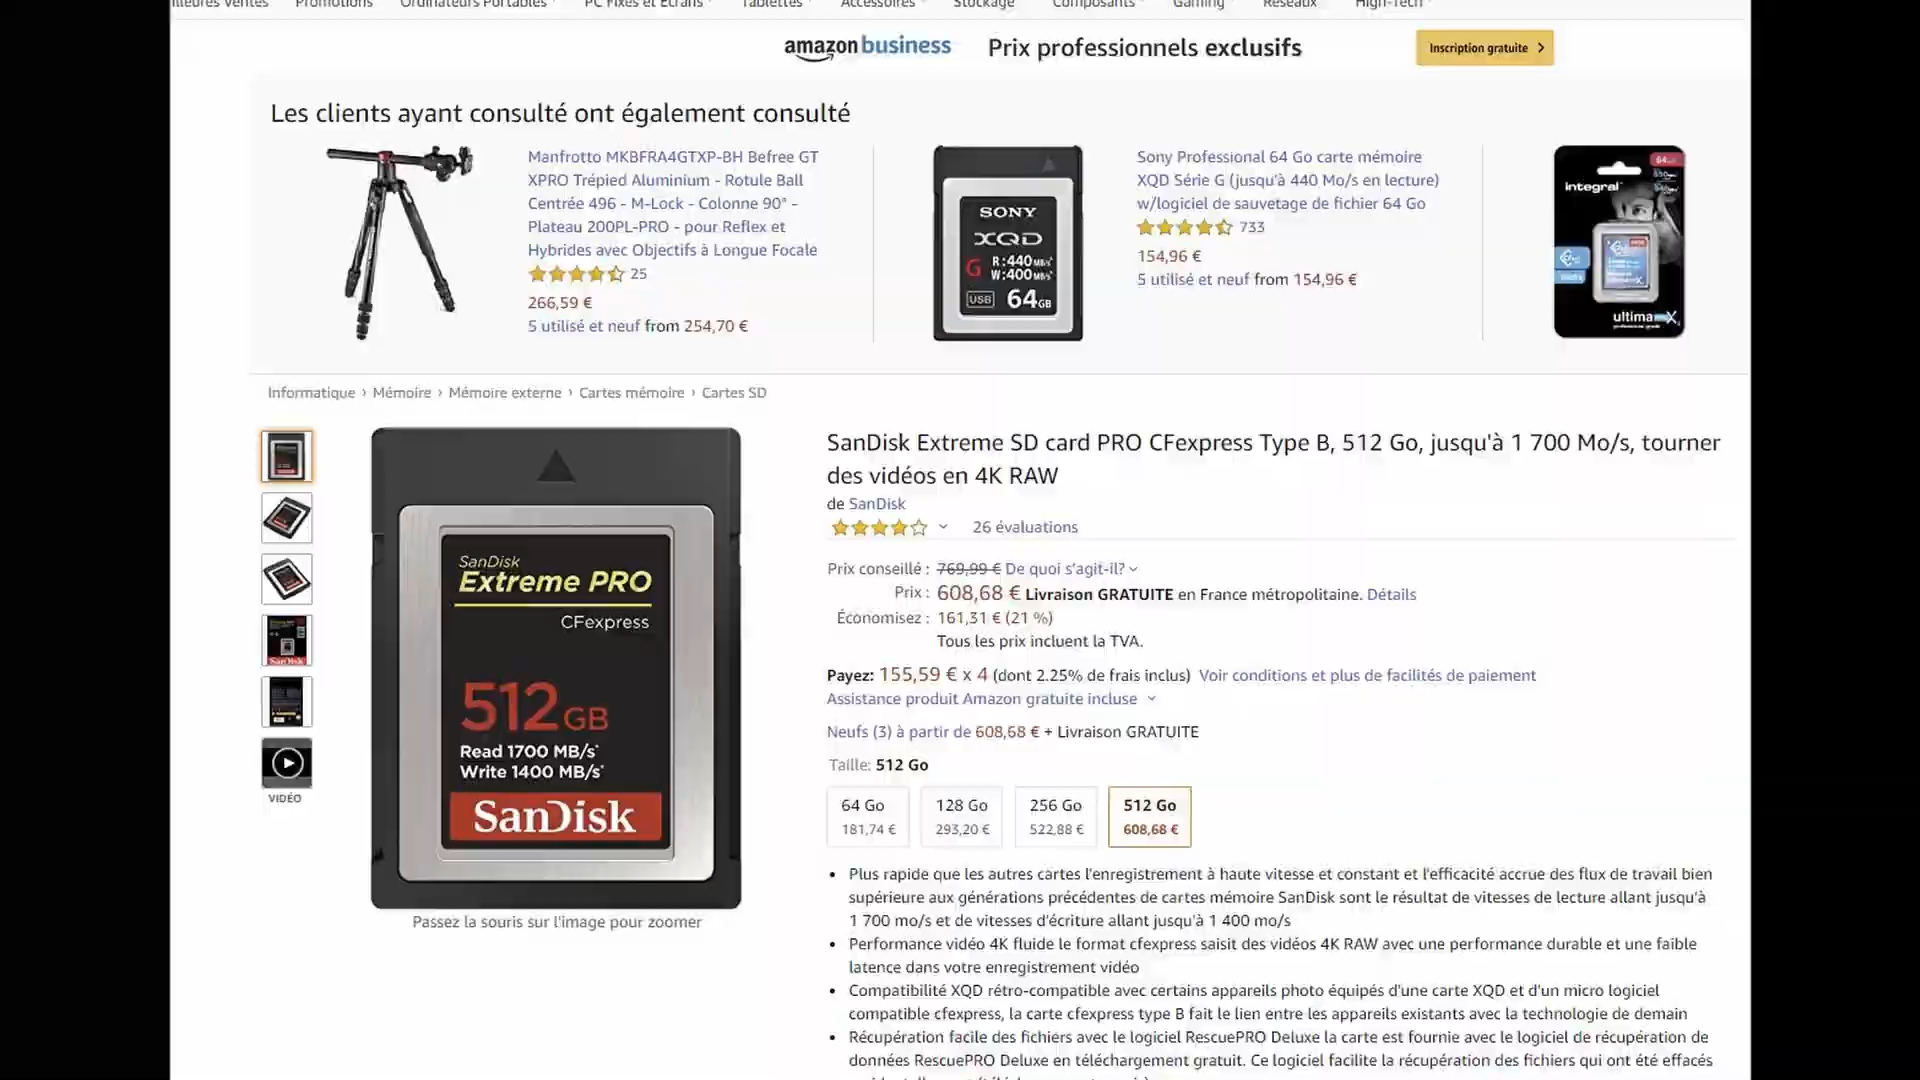 Promotions Ordinateurs Portables PC Fixes et Écrans Tablettes Accessoires Stockage Composants Gaming Réseaux High-Tech
amazon business Prix professionnels exclusifs Inscription gratuite
Les clients ayant consulté ont également consulté
Manfrotto MKBFRA4GTXP-BH Befree GT
XPRO Trépied Aluminium - Rotule Ball
Centrée 496 - M-Lock - Colonne 90° -
Plateau 200PL-PRO - pour Reflex et
Hybrides avec Objectifs à Longue Focale
25
266,59 €
5 utilisé et neuf from 254,70 €
SONY
XQD
G R:440MB/s
W:400MB/s
USB 64GB
Sony Professional 64 Go carte mémoire
XQD Série G (jusqu'à 440 Mo/s en lecture)
w/logiciel de sauvetage de fichier 64 Go
733
154,96 €
5 utilisé et neuf from 154,96 €
integral
ultima X
Informatique › Mémoire › Mémoire externe › Cartes mémoire › Cartes SD
VIDÉO
SanDisk
Extreme PRO
CFexpress
512GB
Read 1700 MB/s*
Write 1400 MB/s*
SanDisk
Passez la souris sur l'image pour zoomer
SanDisk Extreme SD card PRO CFexpress Type B, 512 Go, jusqu'à 1 700 Mo/s, tourner
des vidéos en 4K RAW
de SanDisk
26 évaluations
Prix conseillé : 769,99 € De quoi s'agit-il?
Prix : 608,68 € Livraison GRATUITE en France métropolitaine. Détails
Économisez : 161,31 € (21 %)
Tous les prix incluent la TVA.
Payez: 155,59 € x 4 (dont 2.25% de frais inclus) Voir conditions et plus de facilités de paiement
Assistance produit Amazon gratuite incluse
Neufs (3) à partir de 608,68 € + Livraison GRATUITE
Taille: 512 Go
64 Go 128 Go 256 Go 512 Go
181,74 € 293,20 € 522,88 € 608,68 €
• Plus rapide que les autres cartes l'enregistrement à haute vitesse et constant et l'efficacité accrue des flux de travail bien
supérieure aux générations précédentes de cartes mémoire SanDisk sont le résultat de vitesses de lecture allant jusqu'à
1 700 mo/s et de vitesses d'écriture allant jusqu'à 1 400 mo/s
• Performance vidéo 4K fluide le format cfexpress saisit des vidéos 4K RAW avec une performance durable et une faible
latence dans votre enregistrement vidéo
• Compatibilité XQD rétro-compatible avec certains appareils photo équipés d'une carte XQD et d'un micro logiciel
compatible cfexpress, la carte cfexpress type B fait le lien entre les appareils existants avec la technologie de demain
• Récupération facile des fichiers avec le logiciel RescuePRO Deluxe la carte est fournie avec le logiciel de récupération de
données RescuePRO Deluxe en téléchargement gratuit. Ce logiciel facilite la récupération des fichiers qui ont été effacés